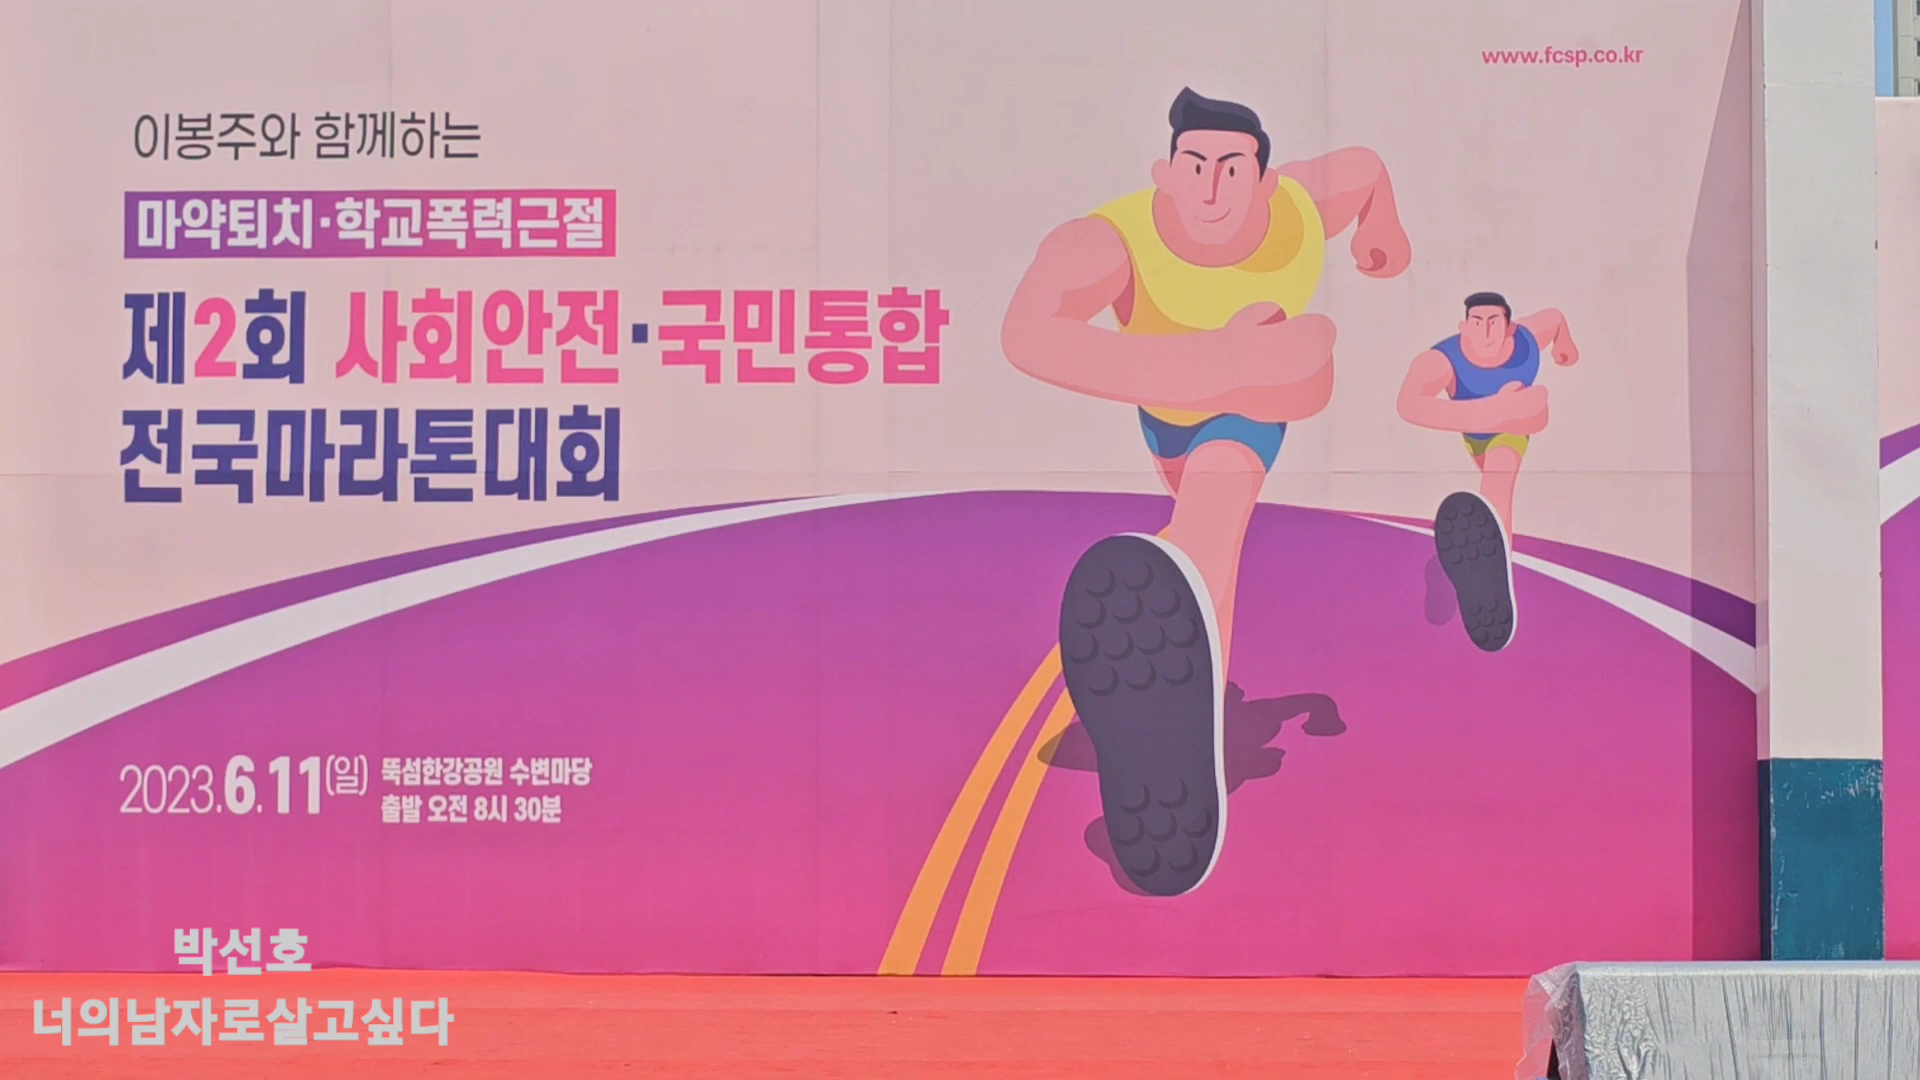 www.fcsp.co.kr
이봉주와 함께하는
마약퇴치·학교폭력근절
제2회 사회안전·국민통합
전국마라톤대회
2023.6.11(일) 뚝섬한강공원 수변마당
출발 오전 8시 30분
박선호
너의남자로살고싶다